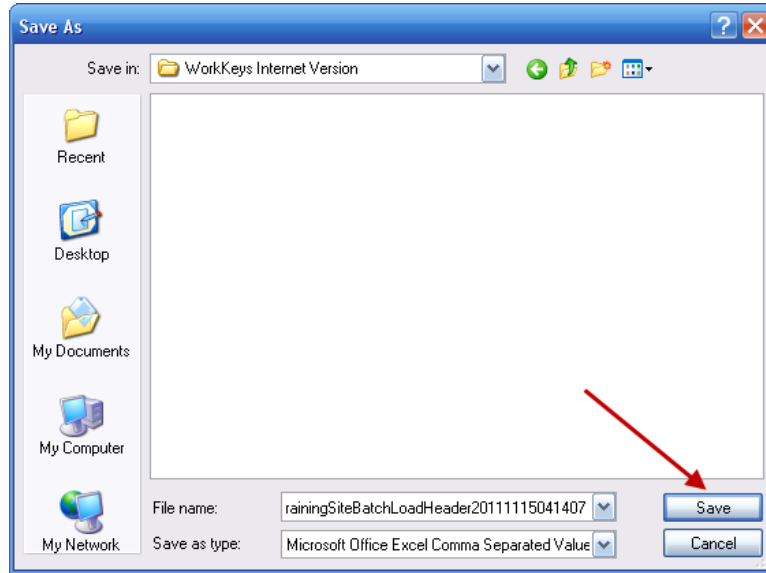 Save As
Save in: WorkKeys Internet Version
Recent
Desktop
My Documents
My Computer
My Network
File name: rainingSiteBatchLoadHeader20111115041407
Save
Save as type: Microsoft Office Excel Comma Separated Value
Cancel